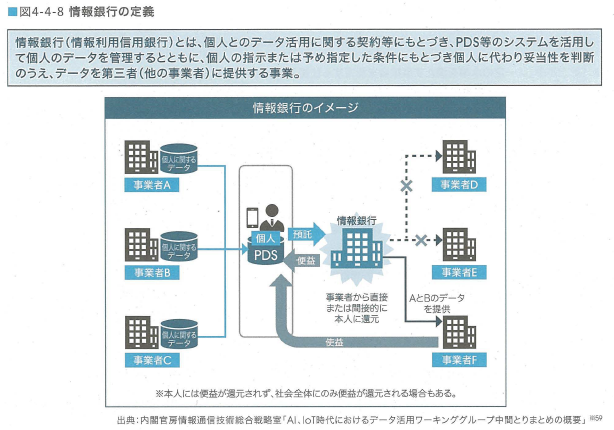 ■図4-4-8 情報銀行の定義
情報銀行(情報利用信用銀行)とは、個人とのデータ活用に関する契約等にもとづき、PDS等のシステムを活用し
て個人のデータを管理するとともに、個人の指示または予め指定した条件にもとづき個人に代わり妥当性を判断
のうえ、データを第三者(他の事業者)に提供する事業。
情報銀行のイメージ
個人に関する
データ
事業者A
個人に関する
データ
事業者B
個人に関する
データ
事業者C
個人
PDS
預託
便益
情報銀行
事業者から直接
または間接的に
本人に還元
便益
AとBのデータ
を提供
事業者D
事業者E
事業者F
※本人には便益が還元されず、社会全体にのみ便益が還元される場合もある。
出典:内閣官房情報通信技術総合戦略室「AI、IoT時代におけるデータ活用ワーキンググループ中間とりまとめの概要」※59